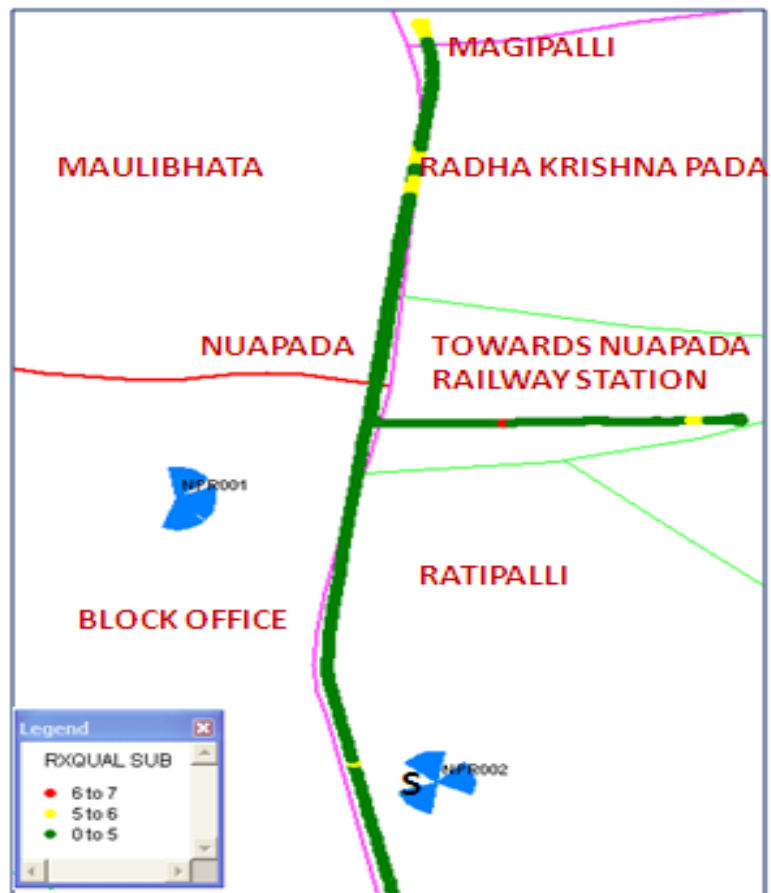 MAGIPALLI
MAULIBHATA
RADHA KRISHNA PADA
NUAPADA
TOWARDS NUAPADA
RAILWAY STATION
NPR001
RATIPALLI
BLOCK OFFICE
S
NPR002
Legend
RXQUAL SUB
6 to 7
5 to 6
0 to 5